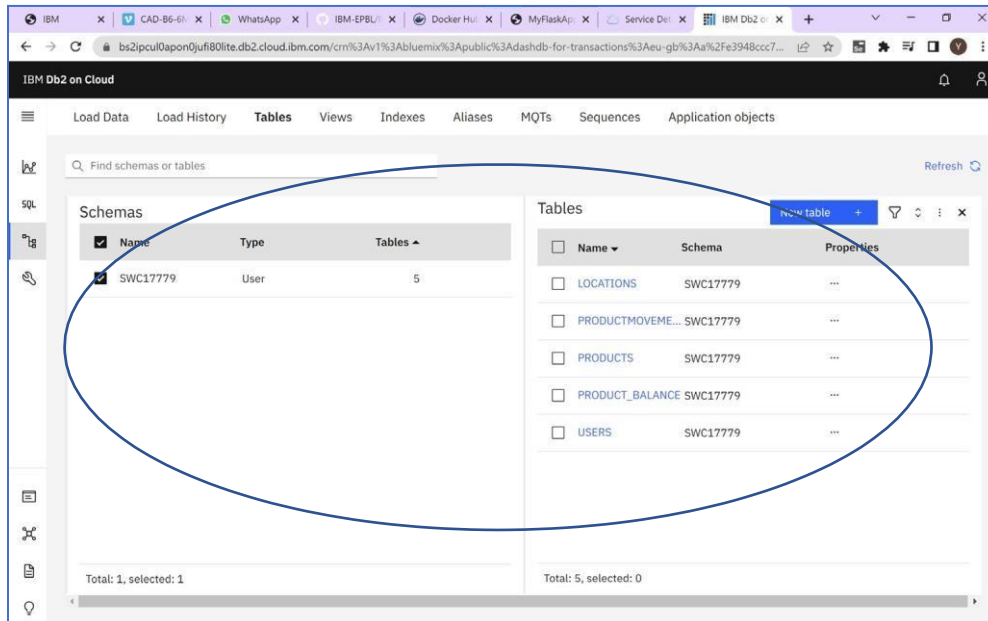 IBM
CAD-B6-6N
WhatsApp
IBM-EPBL/
Docker Hu
MyFlaskAp
Service Det
IBM Db2 o
bs2ipcul0apon0jufi80lite.db2.cloud.ibm.com/crn%3Av1%3Abluemix%3Apublic%3Adashdb-for-transactions%3Aeu-gb%3Aa%2Fe3948ccc7...
IBM Db2 on Cloud
Load Data Load History Tables Views Indexes Aliases MQTs Sequences Application objects
Find schemas or tables
Refresh
SQL
Schemas
Name Type Tables
SWC17779 User 5
Total: 1, selected: 1
Tables
New table +
Name Schema Properties
LOCATIONS SWC17779 ...
PRODUCTMOVEME... SWC17779 ...
PRODUCTS SWC17779 ...
PRODUCT_BALANCE SWC17779 ...
USERS SWC17779 ...
Total: 5, selected: 0